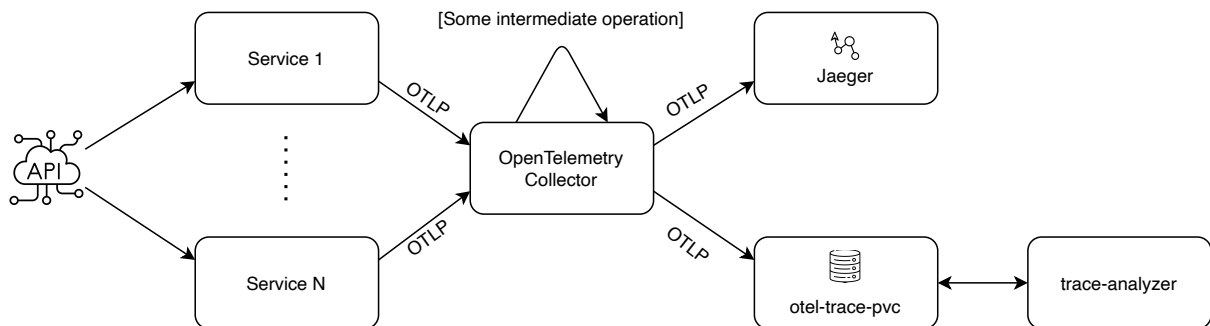 [Some intermediate operation]
Service 1
Jaeger
OTLP
OTLP
API
OpenTelemetry
Collector
OTLP
OTLP
Service N
otel-trace-pvc
trace-analyzer